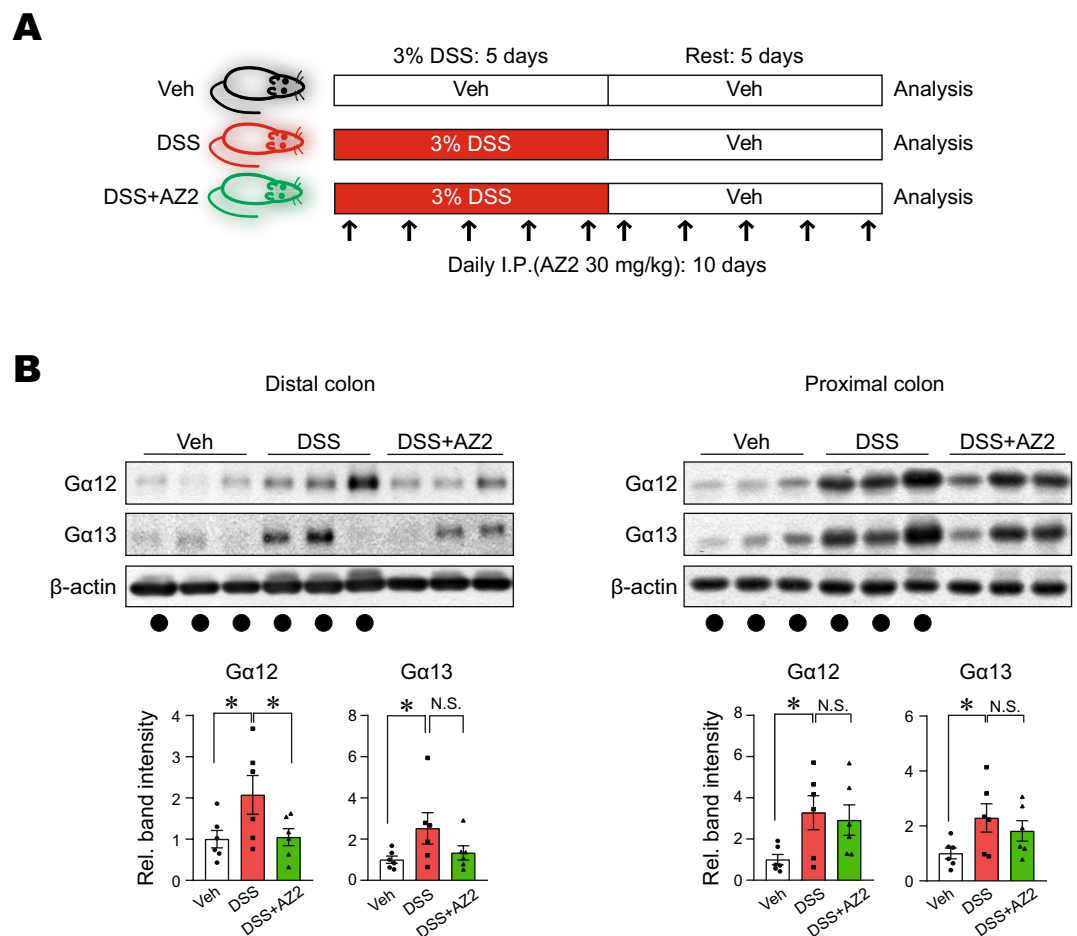 A
3% DSS: 5 days
Rest: 5 days
Veh
Veh
Veh
Analysis
DSS
3% DSS
Veh
Analysis
DSS+AZ2
3% DSS
Veh
Analysis
Daily I.P.(AZ2 30 mg/kg): 10 days
B
Distal colon
Veh
DSS
DSS+AZ2
Gα12
Gα13
β-actin
Gα12
Rel. band intensity
4
3
2
1
0
*
*
Veh
DSS
DSS+AZ2
Gα13
8
6
4
2
0
*
N.S.
Veh
DSS
DSS+AZ2
Proximal colon
Veh
DSS
DSS+AZ2
Gα12
Gα13
β-actin
Gα12
Rel. band intensity
8
6
4
2
0
*
N.S.
Veh
DSS
DSS+AZ2
Gα13
6
4
2
0
*
N.S.
Veh
DSS
DSS+AZ2